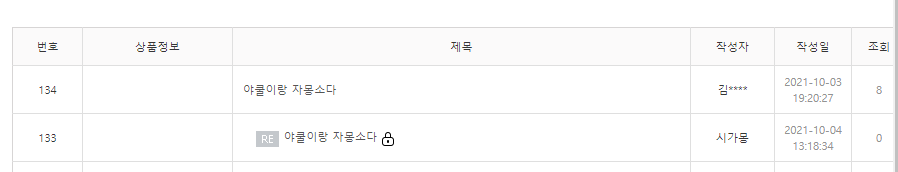 번호 상품정보 제목 작성자 작성일 조회
134 야쿨이랑 자몽소다 김**** 2021-10-03 19:20:27 8
133 RE 야쿨이랑 자몽소다 시가몽 2021-10-04 13:18:34 0